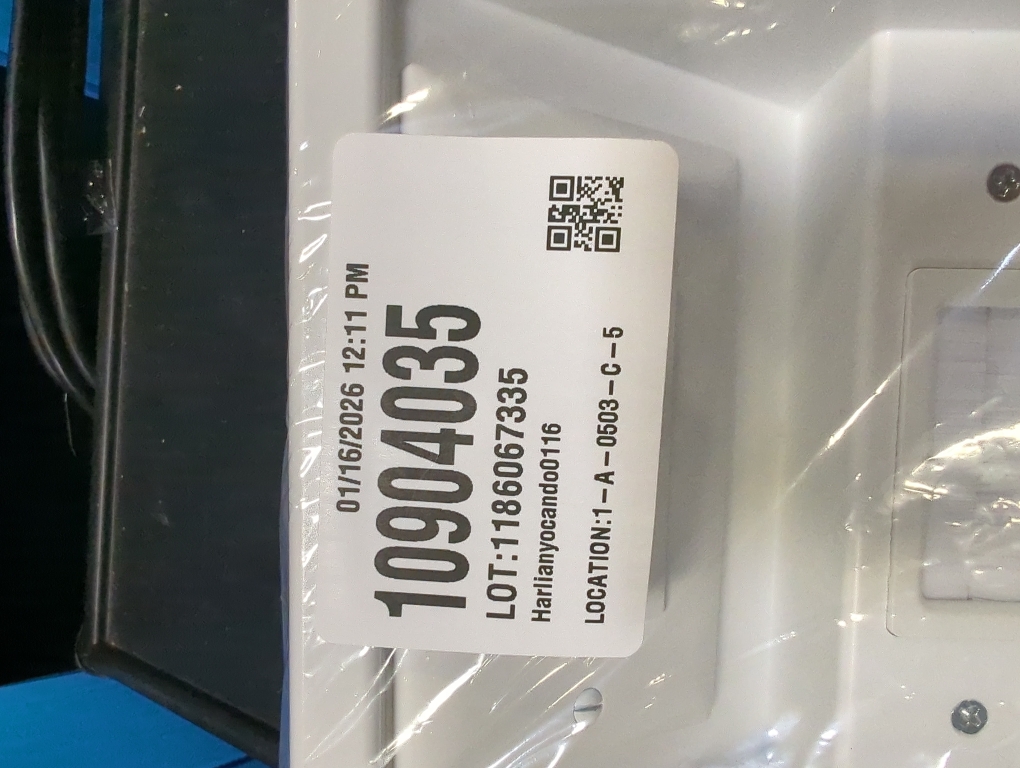 01/16/2026 12:11 PM
10904035
LOT:1186067335
Harlianyocando0116
LOCATION:1-A-0503-C-5